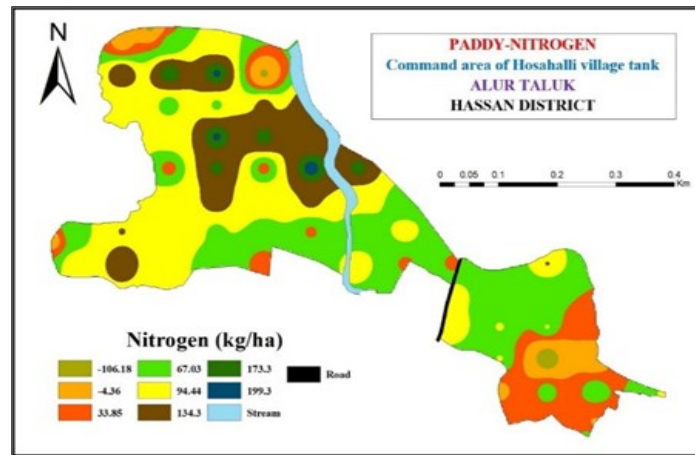 N
PADDY-NITROGEN
Command area of Hosahalli village tank
ALUR TALUK
HASSAN DISTRICT
0 0.05 0.1 0.2 0.3 0.4
Km
Nitrogen (kg/ha)
-106.18 67.03 173.3 Road
-4.36 94.44 199.3
33.85 134.3 Stream